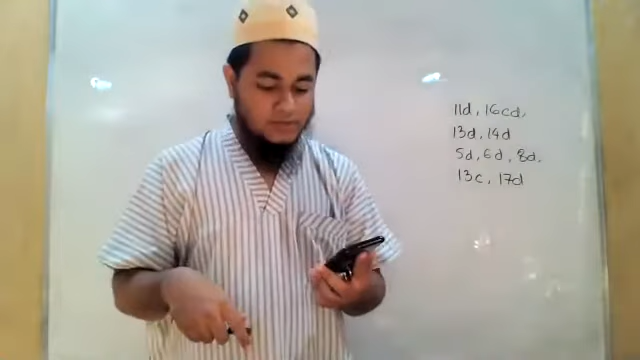 11d, 16cd,
13d, 14d
5d, 6d, 8d,
13c, 17d